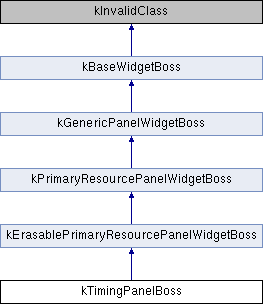 kInvalidClass
kBaseWidgetBoss
kGenericPanelWidgetBoss
kPrimaryResourcePanelWidgetBoss
kErasablePrimaryResourcePanelWidgetBoss
kTimingPanelBoss